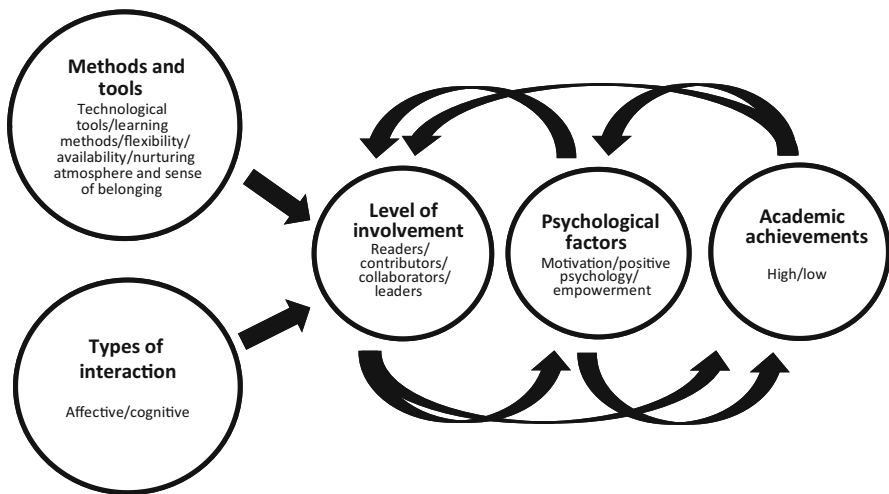 Methods and
tools
Technological
tools/learning
methods/flexibility/
availability/nurturing
atmosphere and sense
of belonging
Types of
interaction
Affective/cognitive
Level of
involvement
Readers/
contributors/
collaborators/
leaders
Psychological
factors
Motivation/positive
psychology/
empowerment
Academic
achievements
High/low